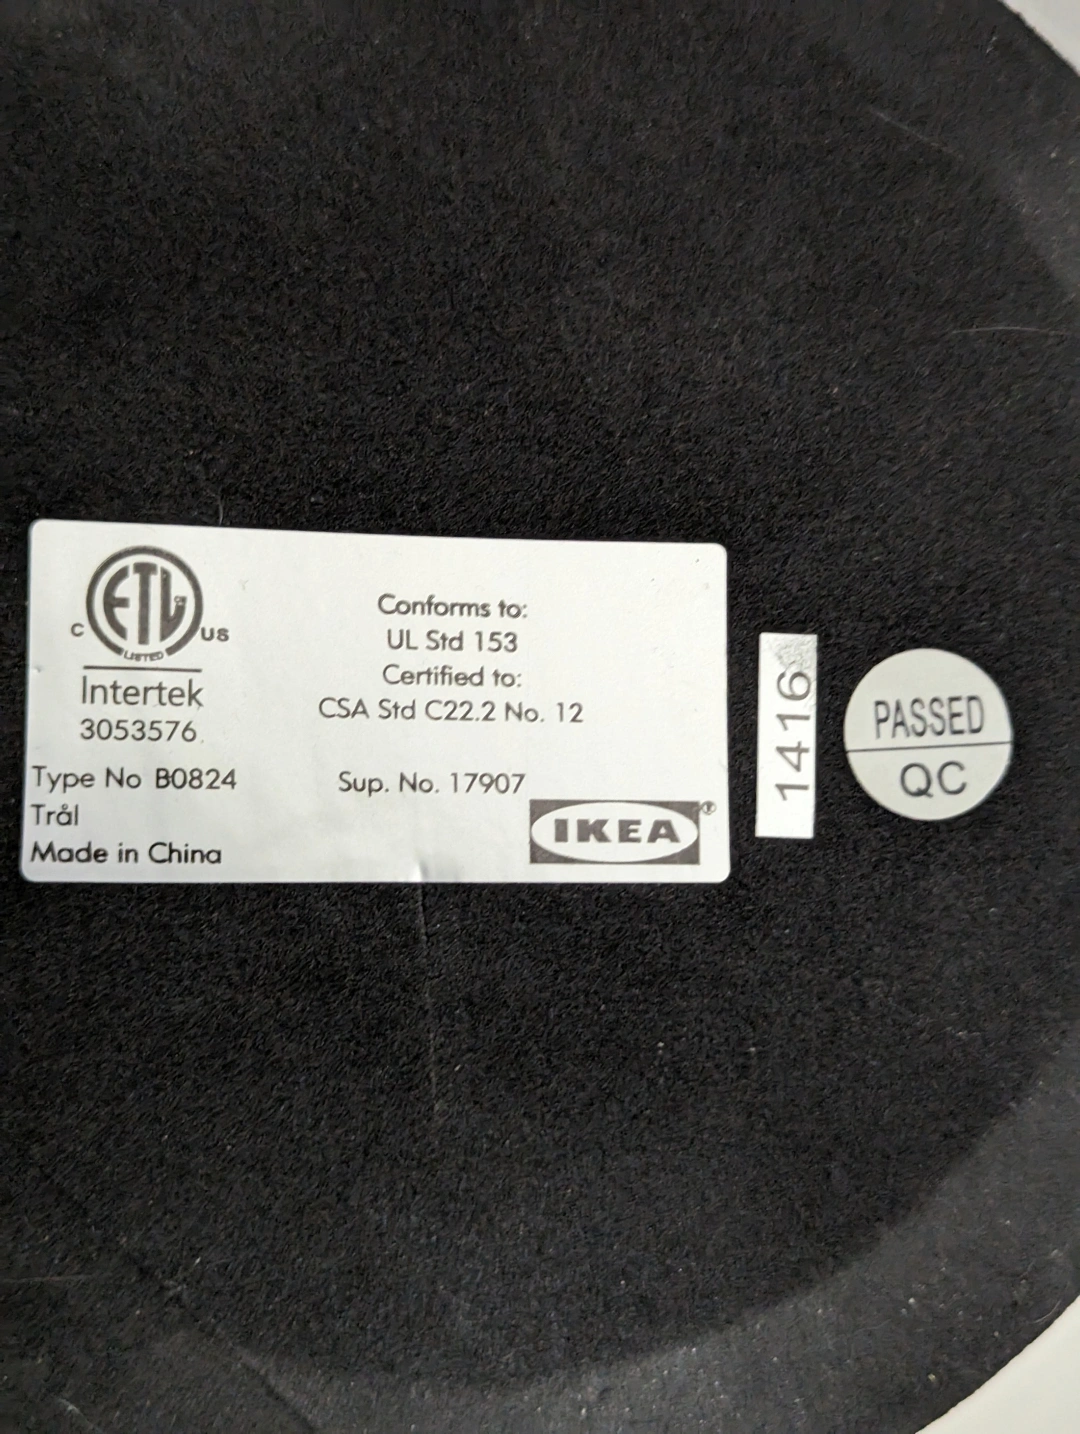 C ETL US
LISTED
Intertek
3053576
Conforms to:
UL Std 153
Certified to:
CSA Std C22.2 No. 12
Type No B0824
Sup. No. 17907
Trål
Made in China
IKEA®
1416
PASSED
QC